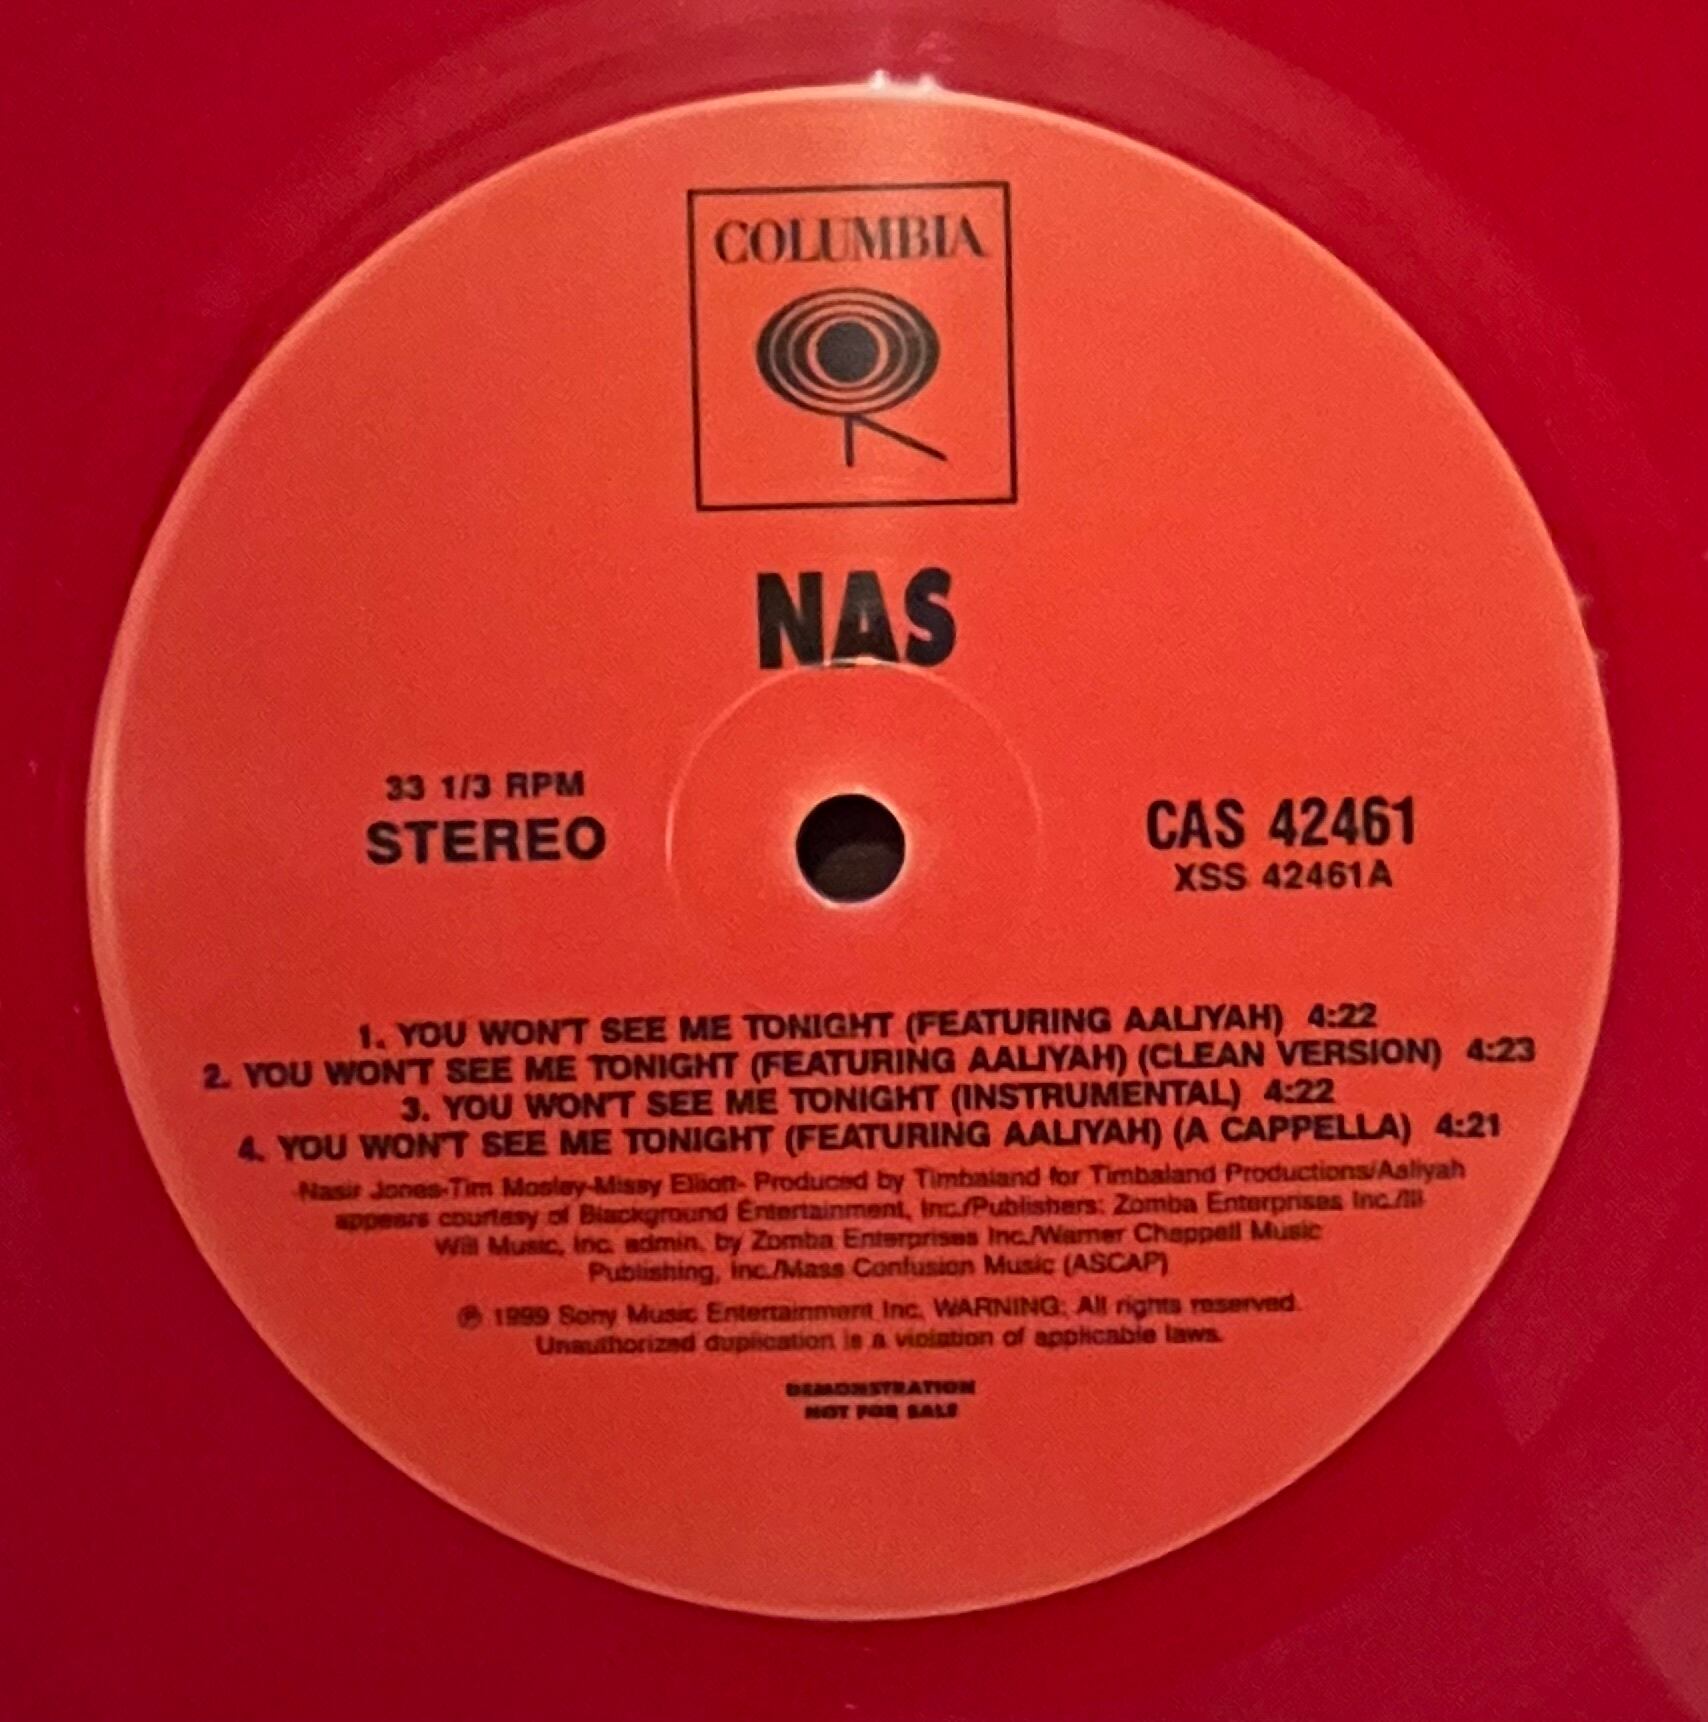 COLUMBIA
NAS
33 1/3 RPM
STEREO
CAS 42461
XSS 42461A
1. YOU WON'T SEE ME TONIGHT (FEATURING AALIYAH) 4:22
2. YOU WON'T SEE ME TONIGHT (FEATURING AALIYAH) (CLEAN VERSION) 4:23
3. YOU WON'T SEE ME TONIGHT (INSTRUMENTAL) 4:22
4. YOU WON'T SEE ME TONIGHT (FEATURING AALIYAH) (A CAPPELLA) 4:21
-Nasir Jones-Tim Mosley-Missy Elliott- Produced by Timbaland for Timbaland Productions/Aaliyah
appears courtesy of Blackground Entertainment, Inc./Publishers: Zomba Enterprises Inc./Ill
Will Music, Inc. admin. by Zomba Enterprises Inc./Warner Chappell Music
Publishing, Inc./Mass Confusion Music (ASCAP)
℗ 1999 Sony Music Entertainment Inc. WARNING: All rights reserved.
Unauthorized duplication is a violation of applicable laws.
DEMONSTRATION
NOT FOR SALE